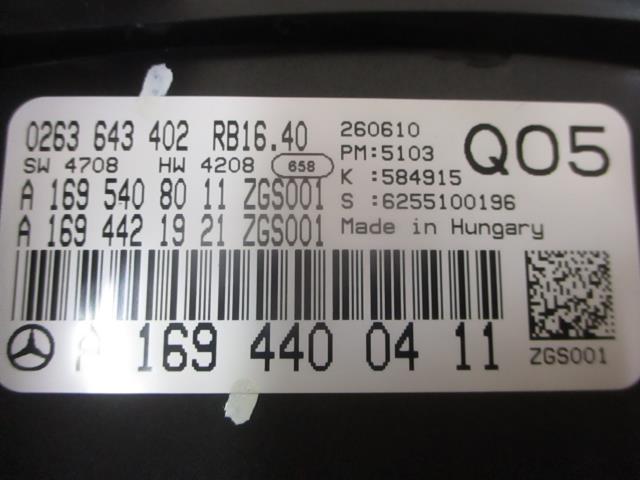 0263 643 402 RB16.40 260610 Q05
SW 4708 HW 4208 658 PM:5103
A 169 540 80 11 ZGS001 K :584915
S :6255100196
A 169 442 19 21 ZGS001 Made in Hungary
A 169 440 04 11 ZGS001